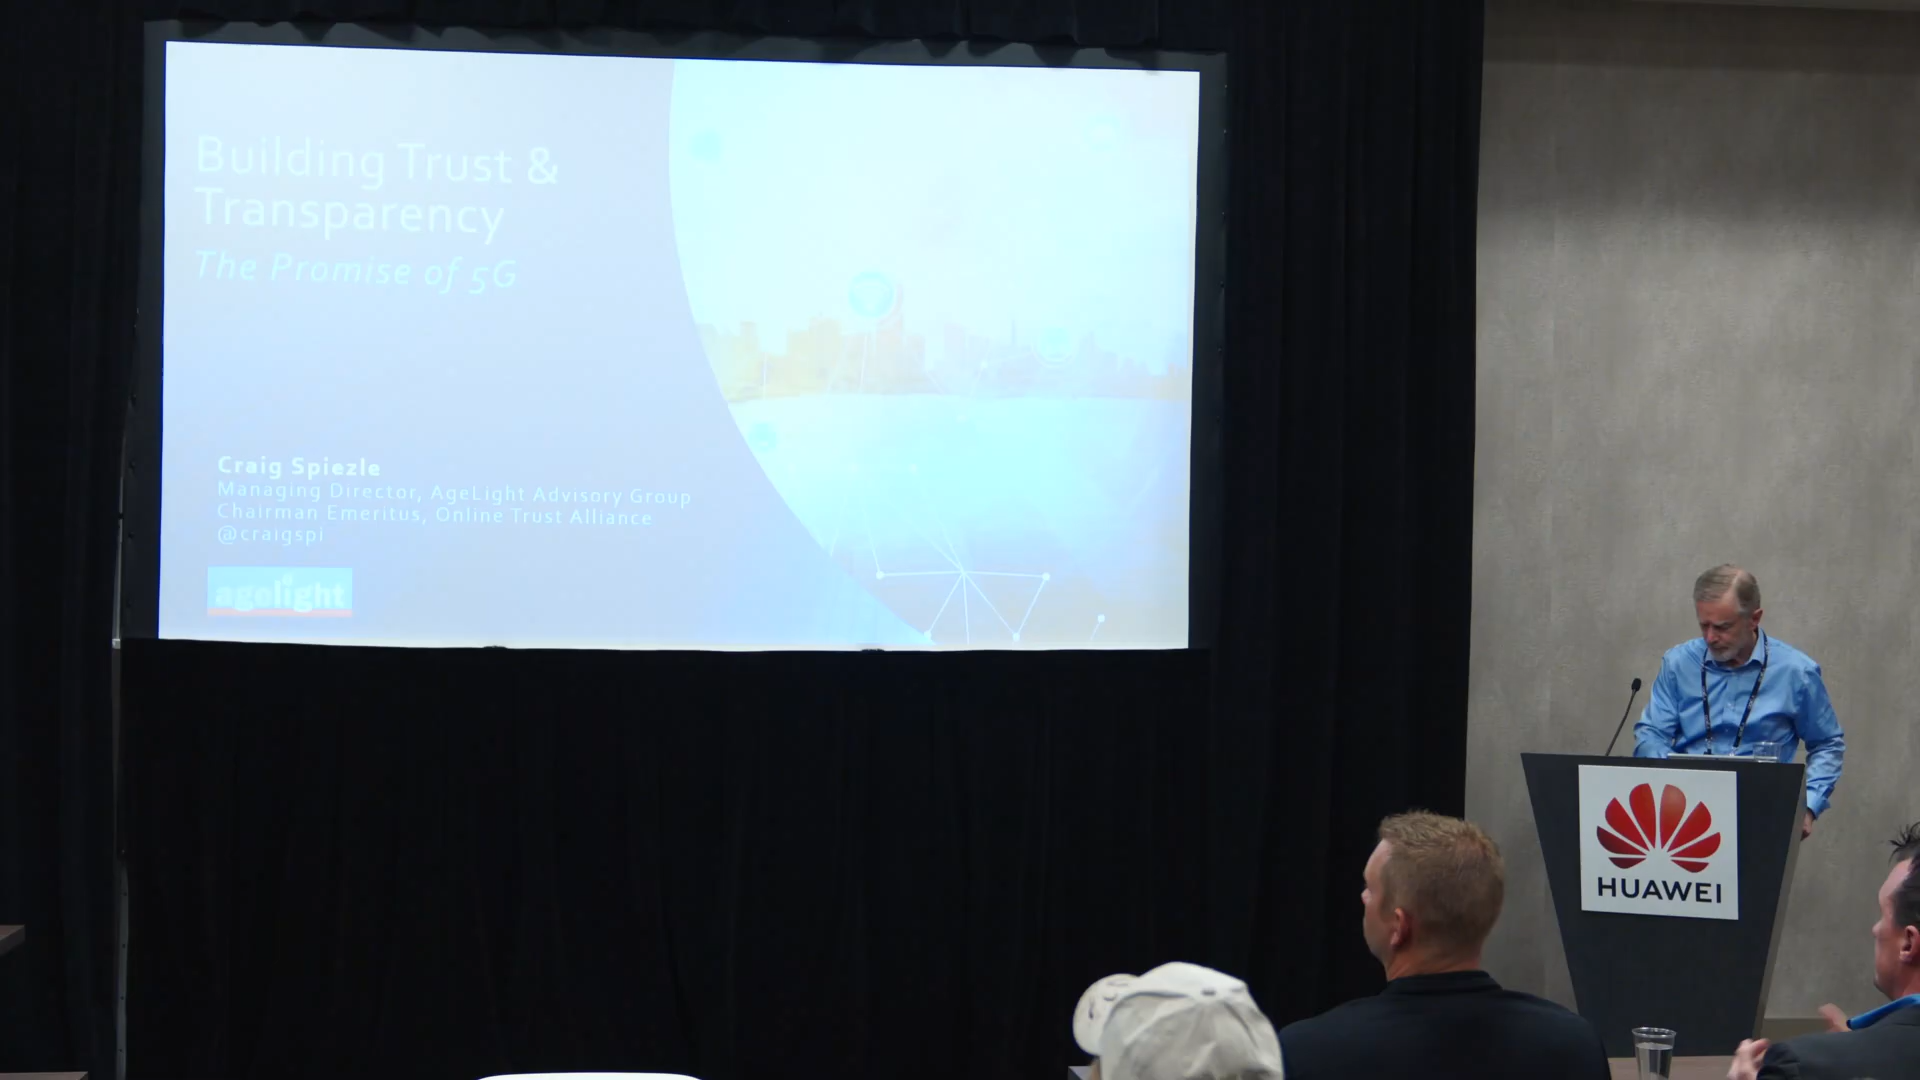 Building Trust &
Transparency
The Promise of 5G
Craig Spiezle
Managing Director, AgeLight Advisory Group
Chairman Emeritus, Online Trust Alliance
@craigspi
agelight
HUAWEI